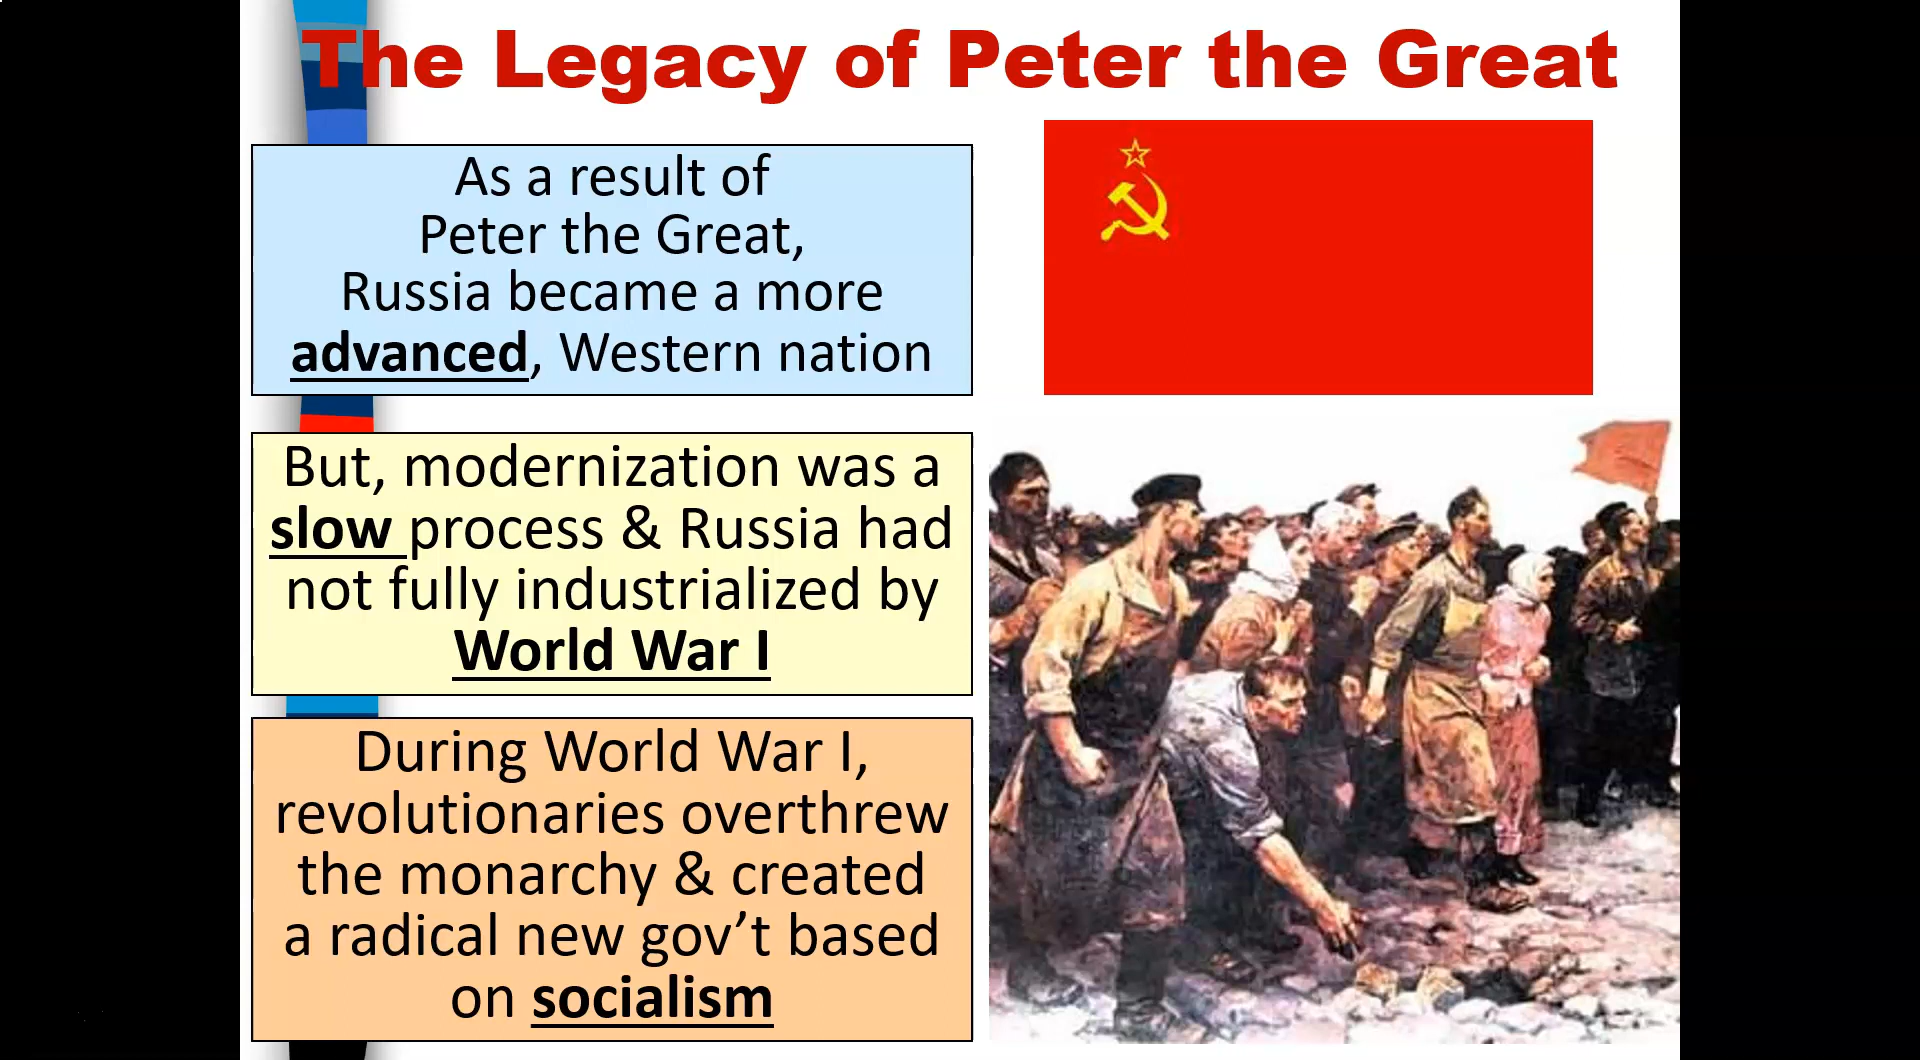 The Legacy of Peter the Great
As a result of
Peter the Great,
Russia became a more
advanced, Western nation
But, modernization was a
slow process & Russia had
not fully industrialized by
World War I
During World War I,
revolutionaries overthrew
the monarchy & created
a radical new gov’t based
on socialism